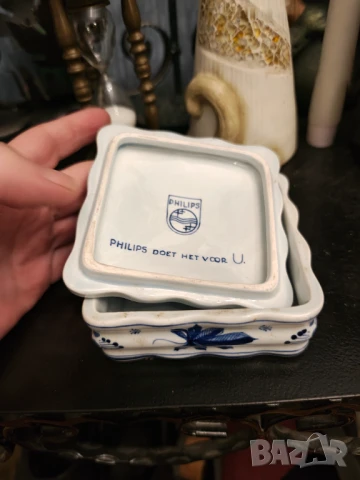 PHILIPS
PHILIPS DOET HET VOOR U.
BAZAR